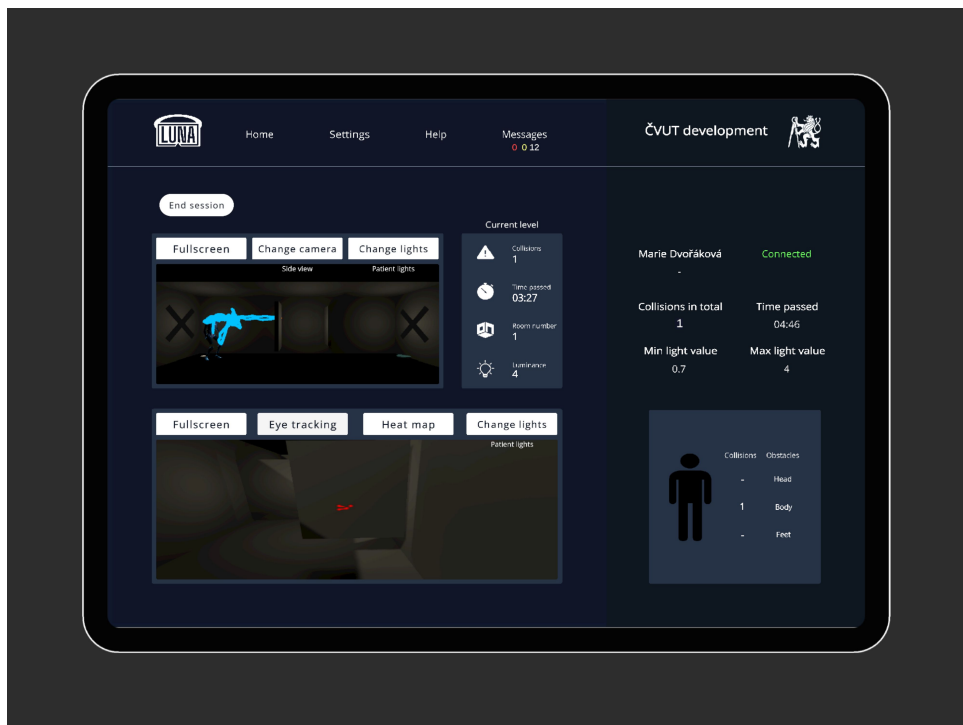 LUNA
Home
Settings
Help
Messages
0 0 12
ČVUT development
End session
Current level
Fullscreen
Change camera
Change lights
Side view
Patient lights
Collisions
1
Time passed
03:27
Room number
1
Luminance
4
Marie Dvořáková
Connected
-
Collisions in total
1
Time passed
04:46
Min light value
0.7
Max light value
4
Fullscreen
Eye tracking
Heat map
Change lights
Patient lights
Collisions Obstacles
- Head
1 Body
- Feet